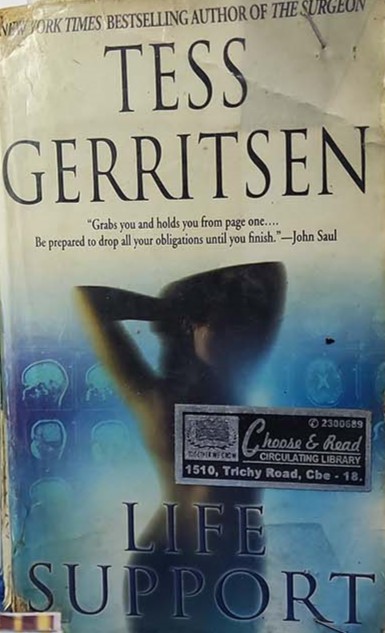 NEW YORK TIMES BESTSELLING AUTHOR OF THE SURGEON
TESS
GERRITSEN
“Grabs you and holds you from page one....
Be prepared to drop all your obligations until you finish.”—John Saul
✆ 2300689
Choose & Read
CIRCULATING LIBRARY
1510, Trichy Road, Cbe - 18.
LIFE
SUPPORT